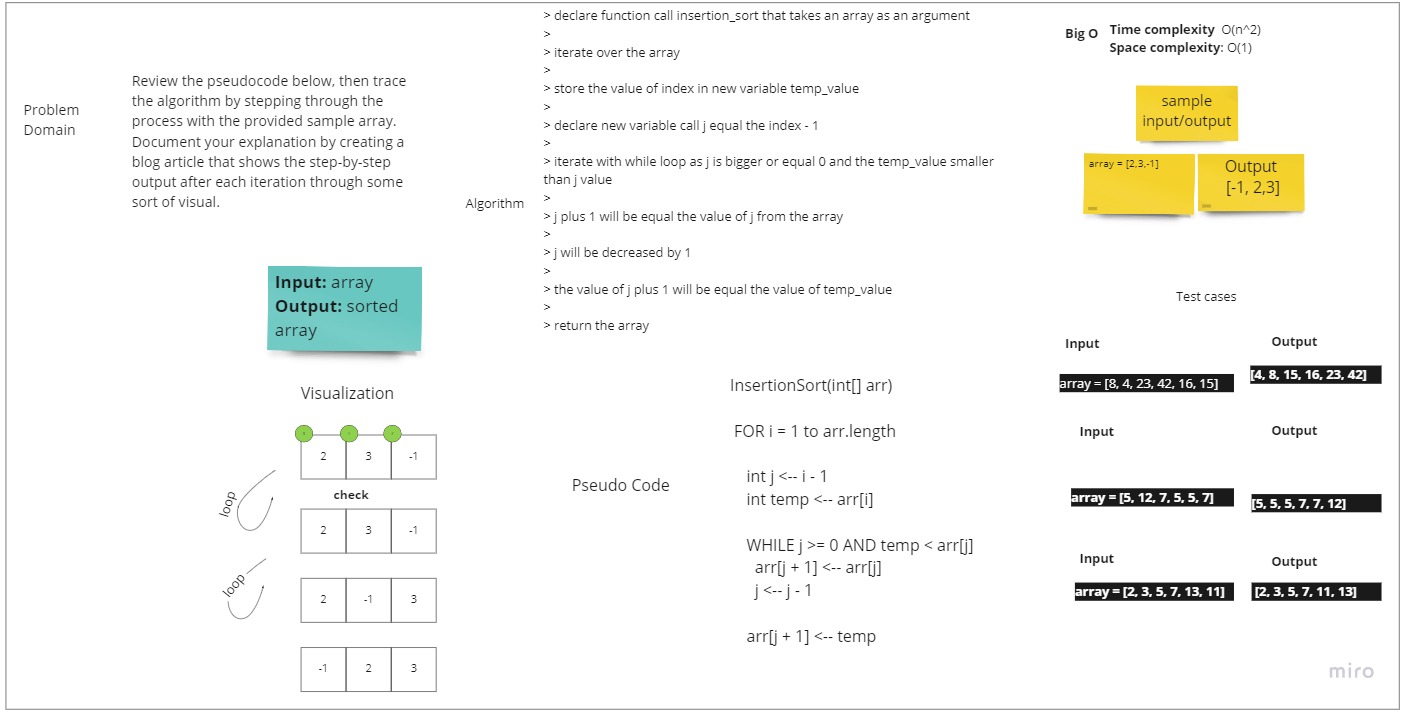 Problem
Domain
Review the pseudocode below, then trace
the algorithm by stepping through the
process with the provided sample array.
Document your explanation by creating a
blog article that shows the step-by-step
output after each iteration through some
sort of visual.
Input: array
Output: sorted
array
Visualization
2 3 -1
loop
check
2 3 -1
loop
2 -1 3
-1 2 3
Algorithm
> declare function call insertion_sort that takes an array as an argument
>
> iterate over the array
>
> store the value of index in new variable temp_value
>
> declare new variable call j equal the index - 1
>
> iterate with while loop as j is bigger or equal 0 and the temp_value smaller
than j value
>
> j plus 1 will be equal the value of j from the array
>
> j will be decreased by 1
>
> the value of j plus 1 will be equal the value of temp_value
>
> return the array
Pseudo Code
InsertionSort(int[] arr)
FOR i = 1 to arr.length
int j <-- i - 1
int temp <-- arr[i]
WHILE j >= 0 AND temp < arr[j]
arr[j + 1] <-- arr[j]
j <-- j - 1
arr[j + 1] <-- temp
Big O
Time complexity O(n^2)
Space complexity: O(1)
sample
input/output
array = [2,3,-1]
Output
[-1, 2,3]
Test cases
Input
Output
array = [8, 4, 23, 42, 16, 15]
[4, 8, 15, 16, 23, 42]
Input
Output
array = [5, 12, 7, 5, 5, 7]
[5, 5, 5, 7, 7, 12]
Input
Output
array = [2, 3, 5, 7, 13, 11]
[2, 3, 5, 7, 11, 13]
miro